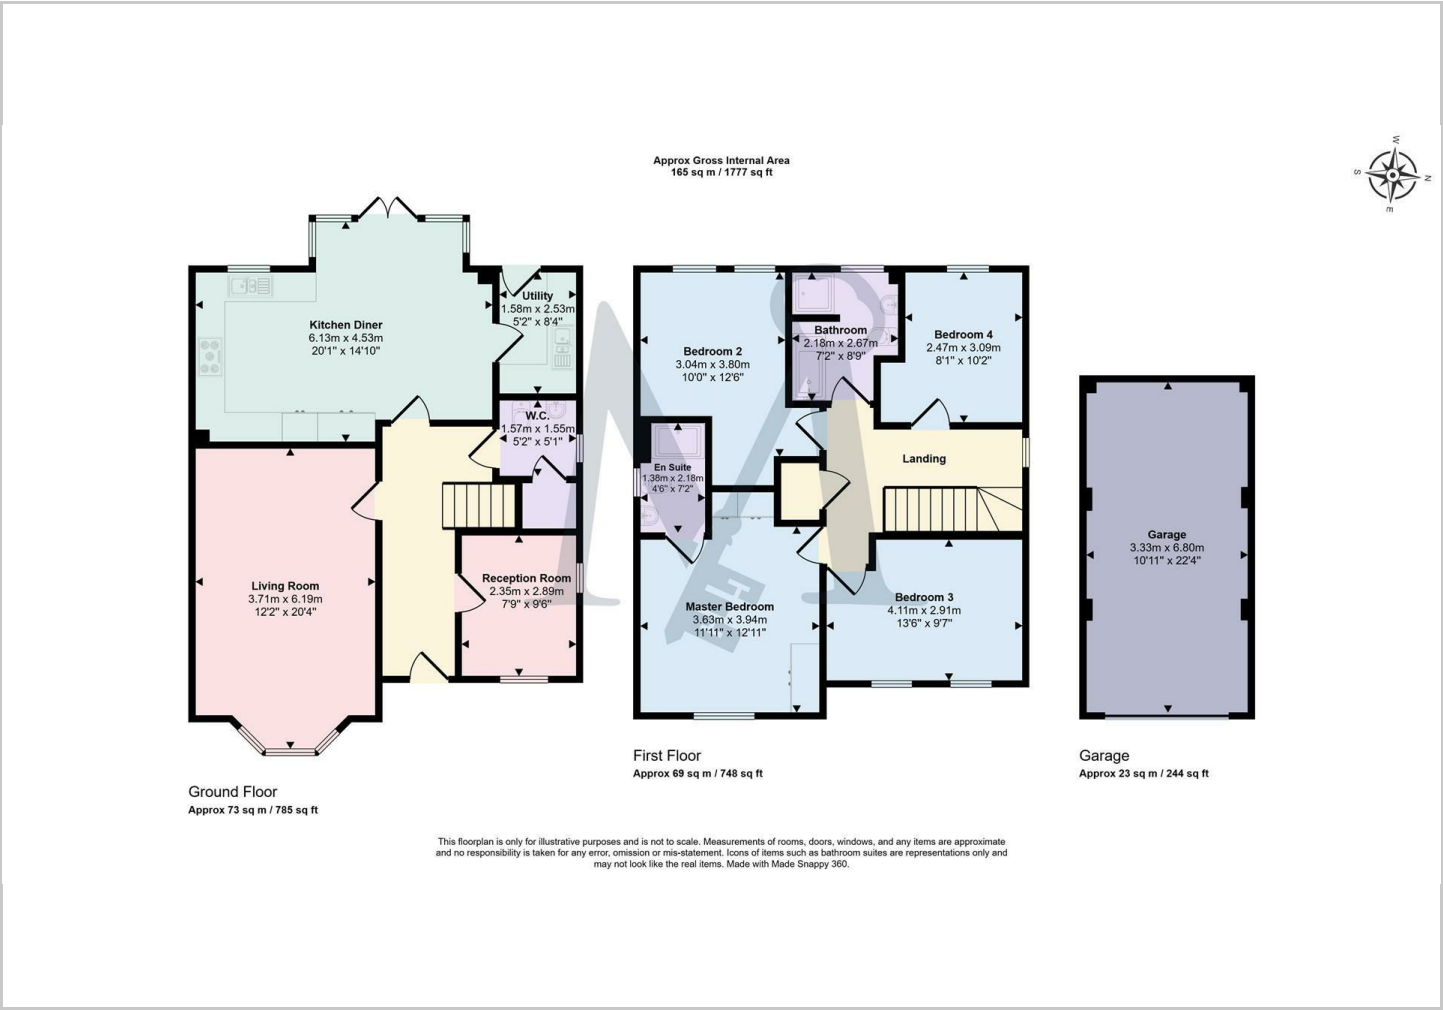 Approx Gross Internal Area
165 sq m / 1777 sq ft
W
S
N
E
Utility
1.58m x 2.53m
5'2" x 8'4"
Kitchen Diner
6.13m x 4.53m
20'1" x 14'10"
W.C.
1.57m x 1.55m
5'2" x 5'1"
Living Room
3.71m x 6.19m
12'2" x 20'4"
Reception Room
2.35m x 2.89m
7'9" x 9'6"
Ground Floor
Approx 73 sq m / 785 sq ft
Bedroom 2
3.04m x 3.80m
10'0" x 12'6"
Bathroom
2.18m x 2.67m
7'2" x 8'9"
Bedroom 4
2.47m x 3.09m
8'1" x 10'2"
En Suite
1.38m x 2.18m
4'6" x 7'2"
Landing
Master Bedroom
3.63m x 3.94m
11'11" x 12'11"
Bedroom 3
4.11m x 2.91m
13'6" x 9'7"
First Floor
Approx 69 sq m / 748 sq ft
Garage
3.33m x 6.80m
10'11" x 22'4"
Garage
Approx 23 sq m / 244 sq ft
This floorplan is only for illustrative purposes and is not to scale. Measurements of rooms, doors, windows, and any items are approximate
and no responsibility is taken for any error, omission or mis-statement. Icons of items such as bathroom suites are representations only and
may not look like the real items. Made with Made Snappy 360.